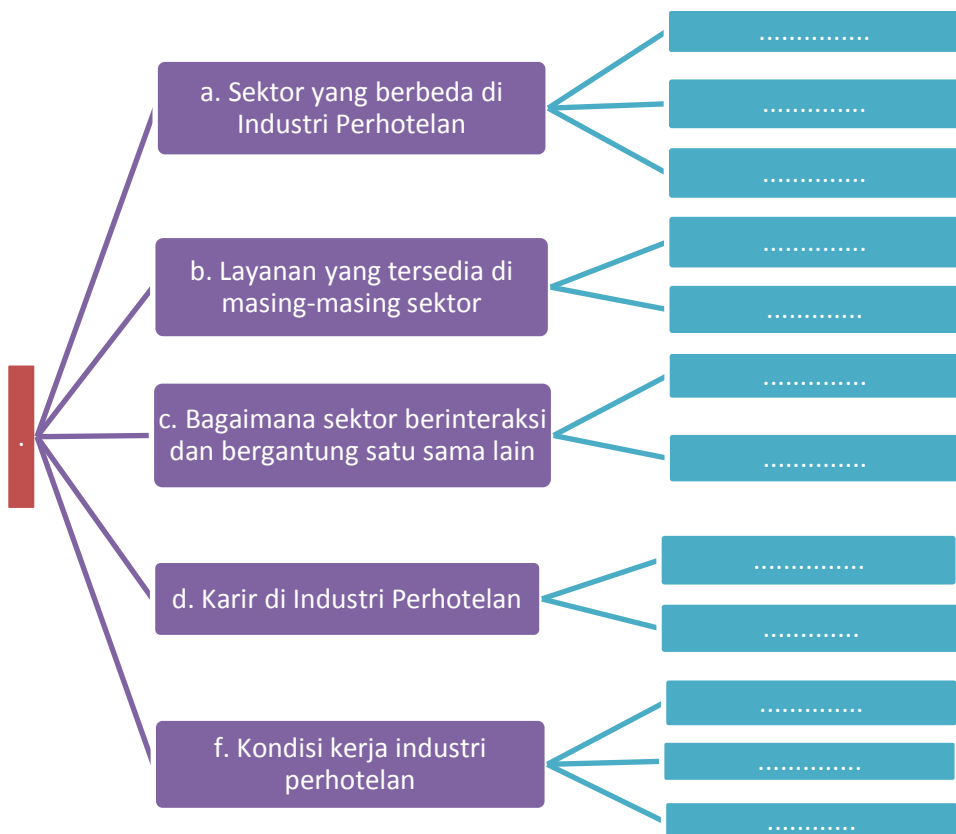 ...............
a. Sektor yang berbeda di
Industri Perhotelan
..............
..............
b. Layanan yang tersedia di
masing-masing sektor
..............
.............
.
c. Bagaimana sektor berinteraksi
dan bergantung satu sama lain
..............
..............
d. Karir di Industri Perhotelan
...............
.............
f. Kondisi kerja industri
perhotelan
..............
..............
............